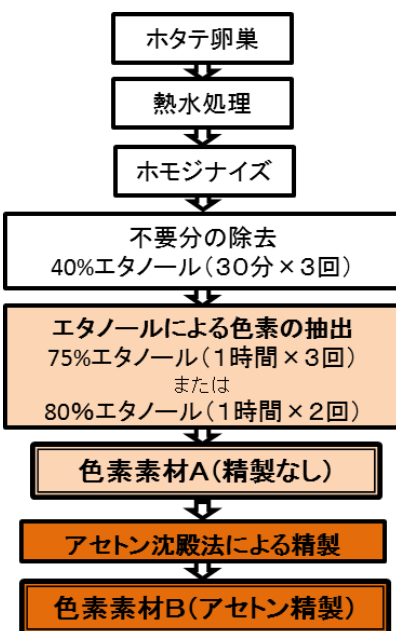 ホタテ卵巣
熱水処理
ホモジナイズ
不要分の除去
40%エタノール（３０分×３回）
エタノールによる色素の抽出
75%エタノール（１時間×３回）
または
80%エタノール（１時間×２回）
色素素材Ａ（精製なし）
アセトン沈殿法による精製
色素素材Ｂ（アセトン精製）